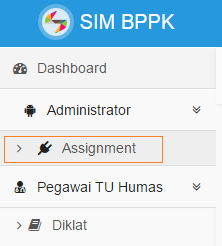 SIM BPPK
Dashboard
Administrator
Assignment
Pegawai TU Humas
Diklat